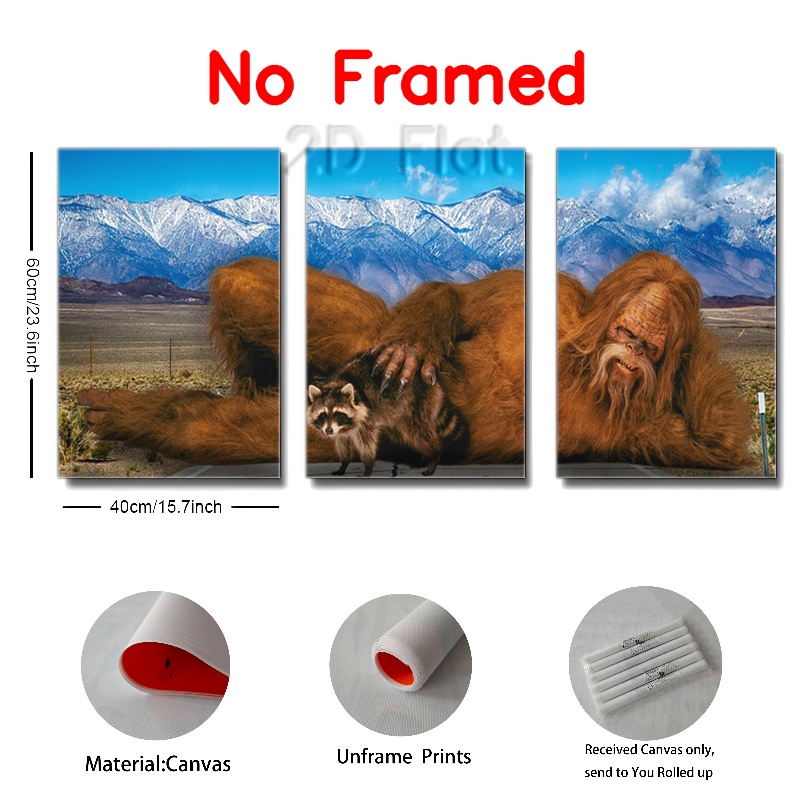 No Framed
2D Flat
60cm/23.6inch
40cm/15.7inch
Material:Canvas
Unframe Prints
Received Canvas only,
send to You Rolled up